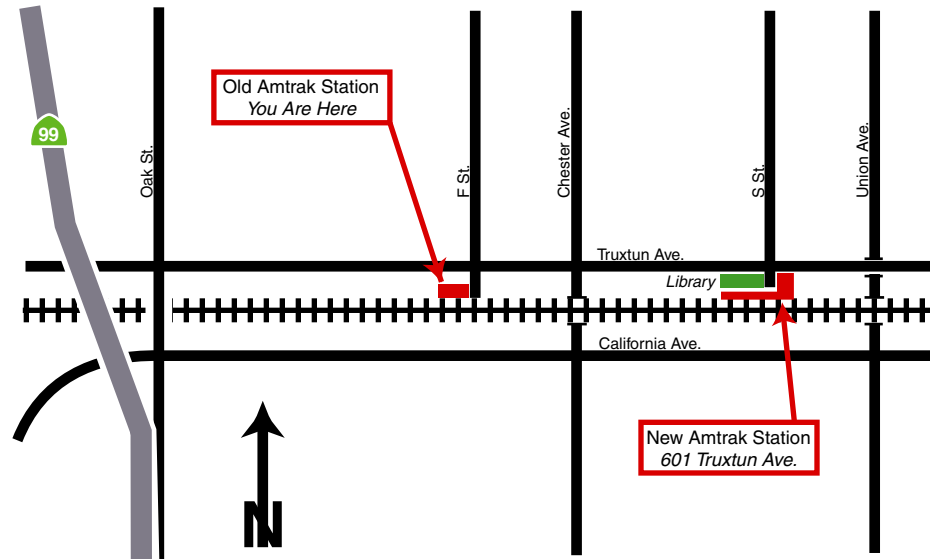 Old Amtrak Station
You Are Here
99
Oak St.
F St.
Chester Ave.
S St.
Union Ave.
Truxtun Ave.
Library
California Ave.
New Amtrak Station
601 Truxtun Ave.
N